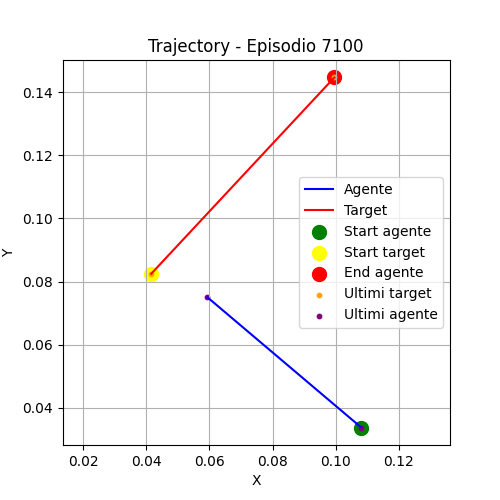 Trajectory - Episodio 7100
Y
0.14
0.12
0.10
0.08
0.06
0.04
Agente
Target
Start agente
Start target
End agente
Ultimi target
Ultimi agente
0.02 0.04 0.06 0.08 0.10 0.12
X